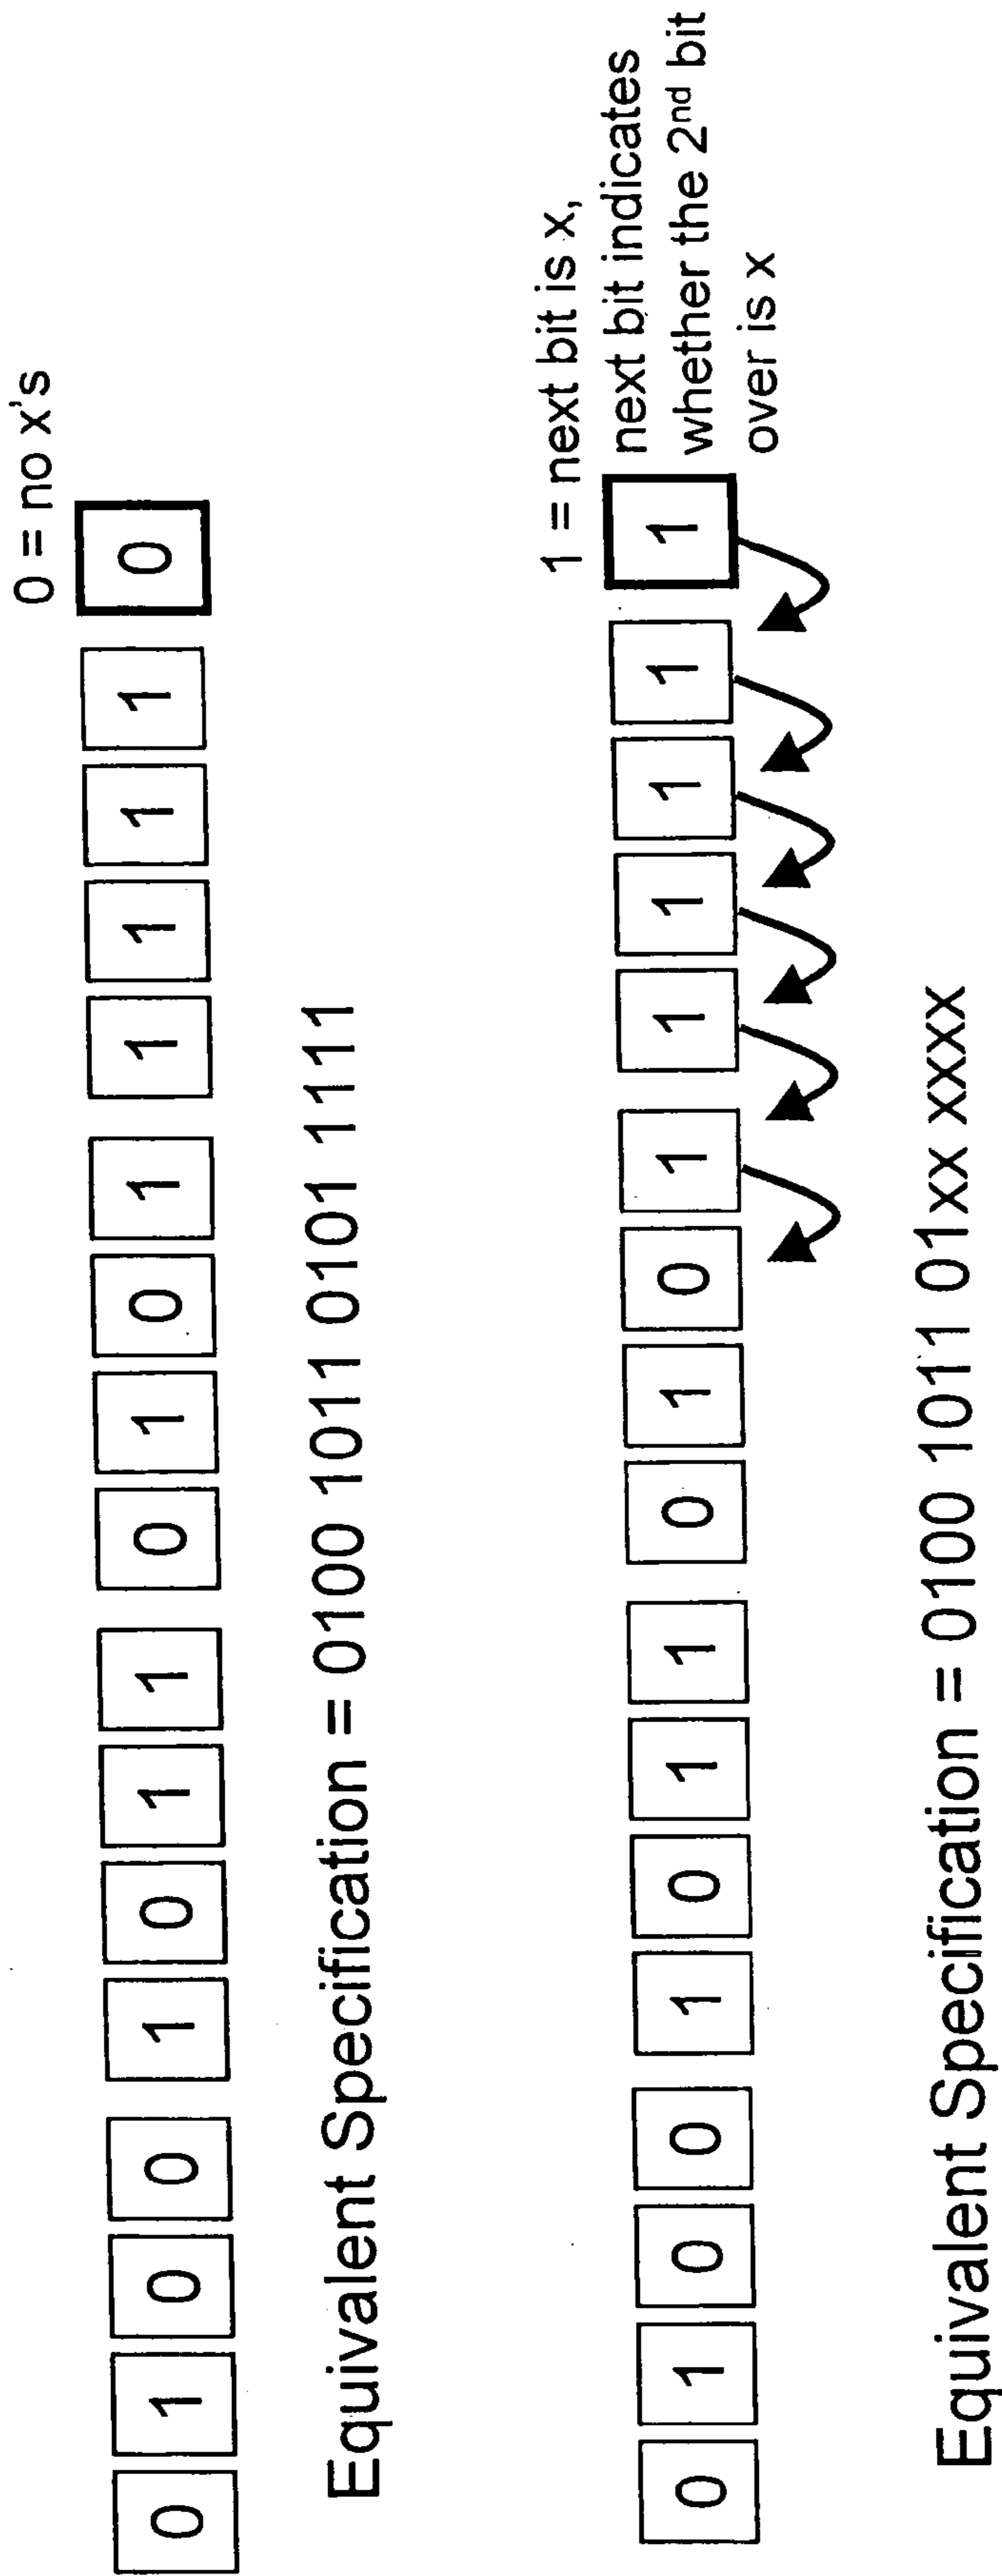 0 = no x's
0 1 0 0 1 0 1 1 0 1 0 1 1 1 1 1 0
Equivalent Specification = 0100 1011 0101 1111
1 = next bit is x,
next bit indicates
whether the 2nd bit
over is x
0 1 0 0 1 0 1 1 0 1 0 1 1 1 1 1 1
Equivalent Specification = 0100 1011 01xx xxxx